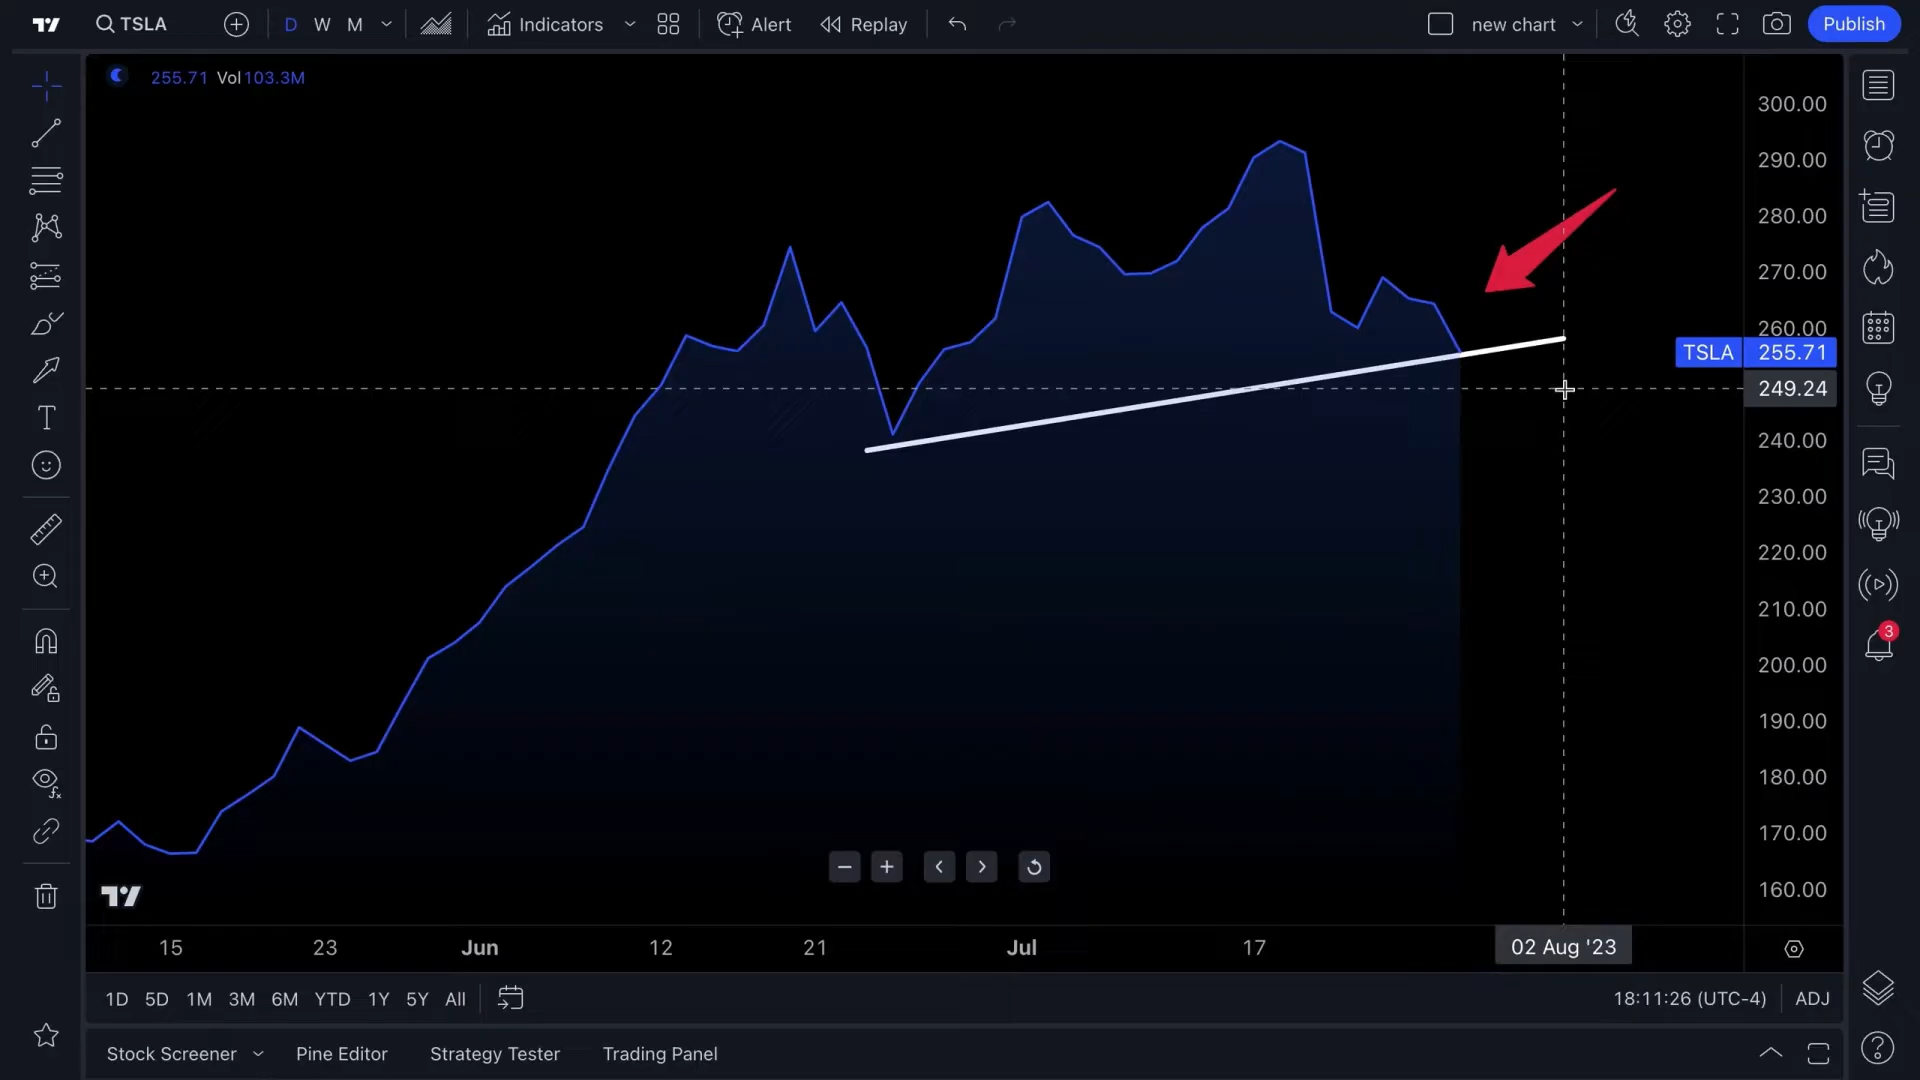 TSLA D W M Indicators Alert Replay new chart Publish
255.71 Vol 103.3M
300.00
290.00
280.00
270.00
260.00
TSLA 255.71
249.24
240.00
230.00
220.00
210.00
200.00
190.00
180.00
170.00
160.00
3
15 23 Jun 12 21 Jul 17 02 Aug '23
1D 5D 1M 3M 6M YTD 1Y 5Y All 18:11:26 (UTC-4) ADJ
Stock Screener Pine Editor Strategy Tester Trading Panel